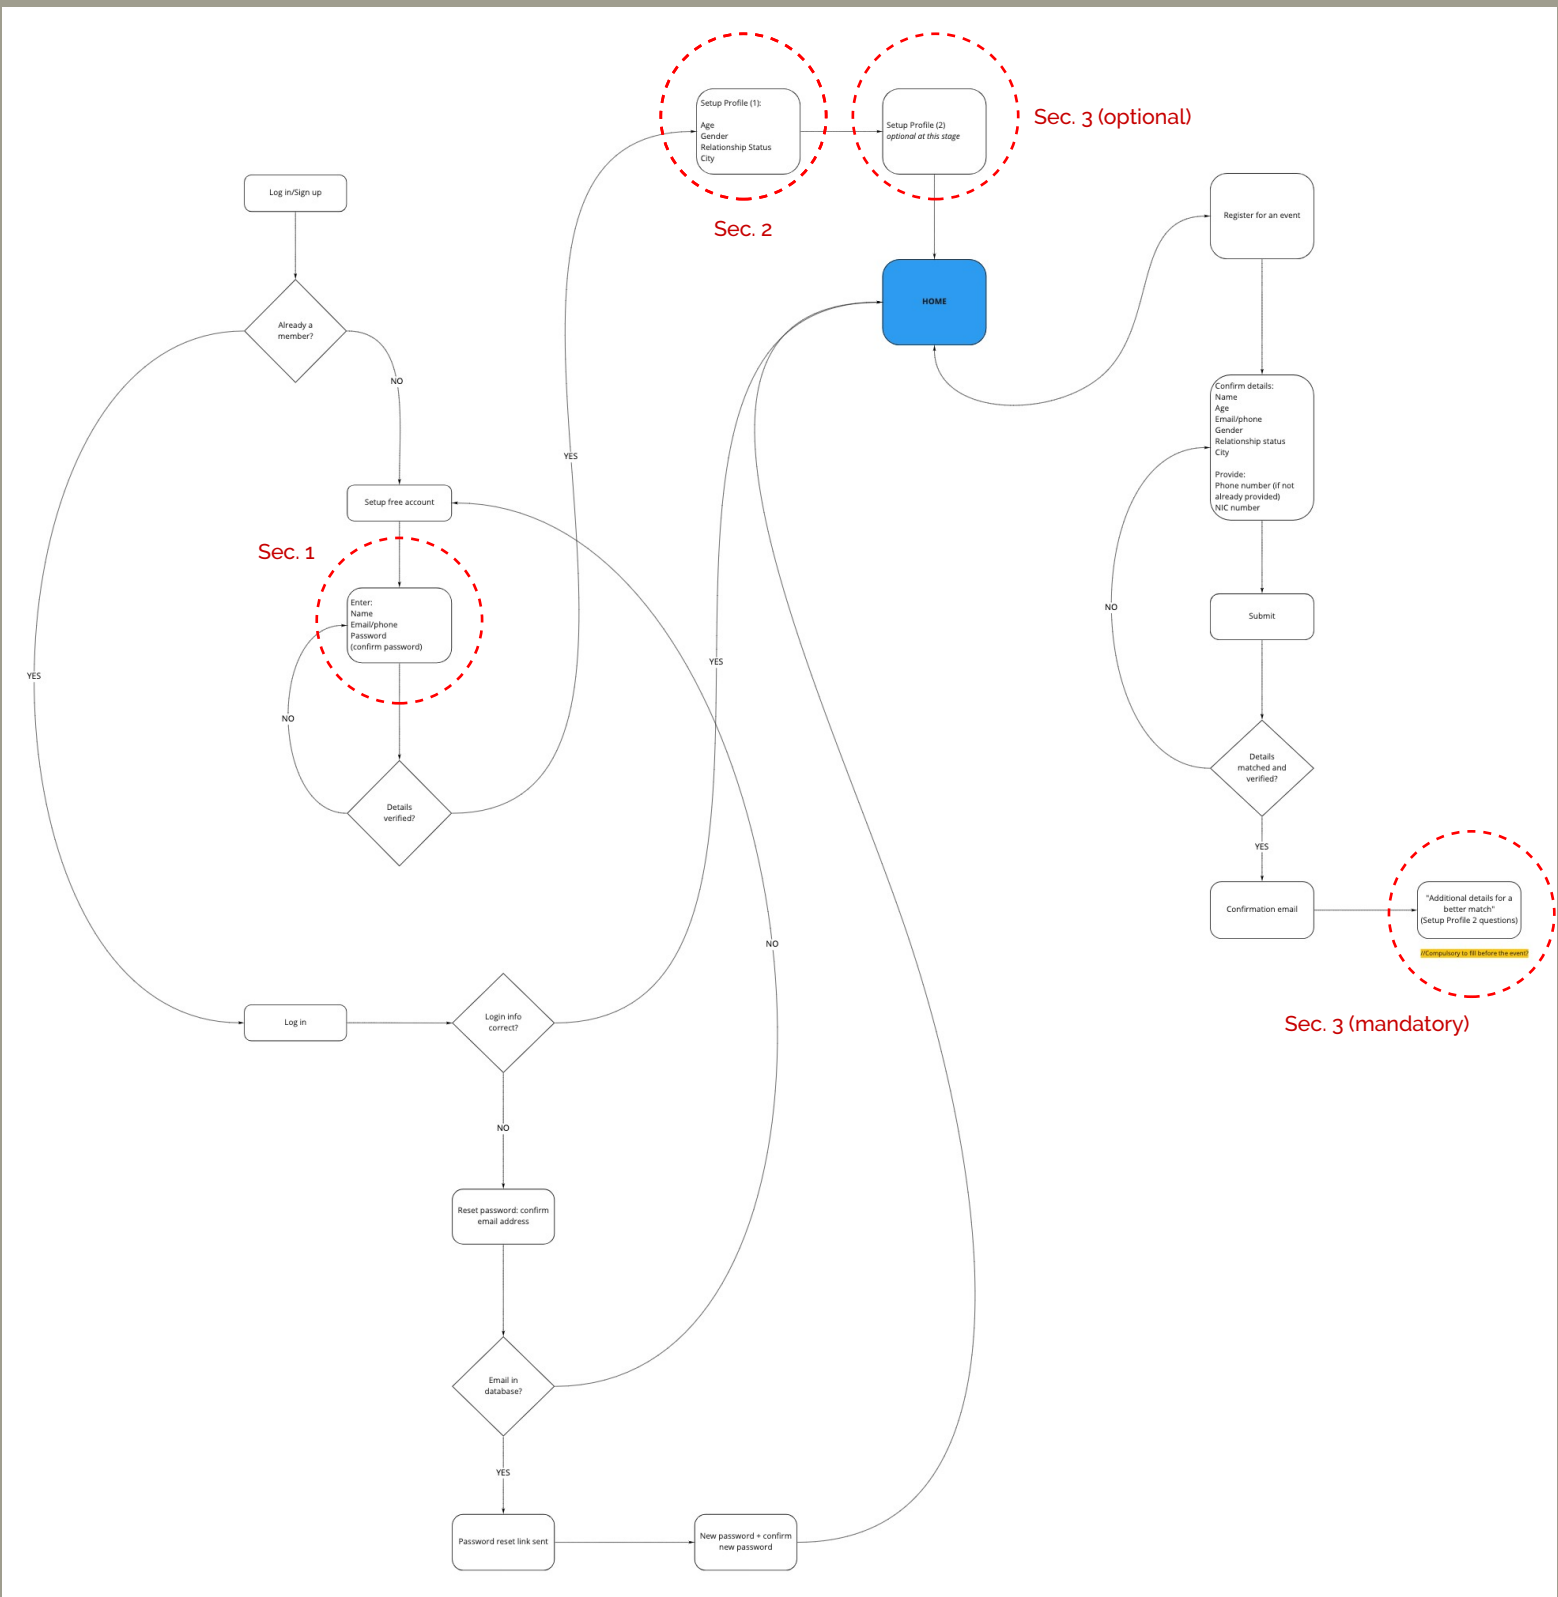 Setup Profile (1):
Age
Gender
Relationship Status
City
Setup Profile (2)
optional at this stage
Sec. 3 (optional)
Sec. 2
Log in/Sign up
Already a
member?
NO
YES
Setup free account
Sec. 1
Enter:
Name
Email/phone
Password
(confirm password)
NO
Details
verified?
YES
HOME
Register for an event
Confirm details:
Name
Age
Email/phone
Gender
Relationship status
City
Provide:
Phone number (if not
already provided)
NIC number
Submit
NO
Details
matched and
verified?
YES
Confirmation email
"Additional details for a
better match"
(Setup Profile 2 questions)
//Compulsory to fill before the event?
Sec. 3 (mandatory)
Log in
Login info
correct?
YES
NO
Reset password: confirm
email address
Email in
database?
NO
YES
Password reset link sent
New password + confirm
new password